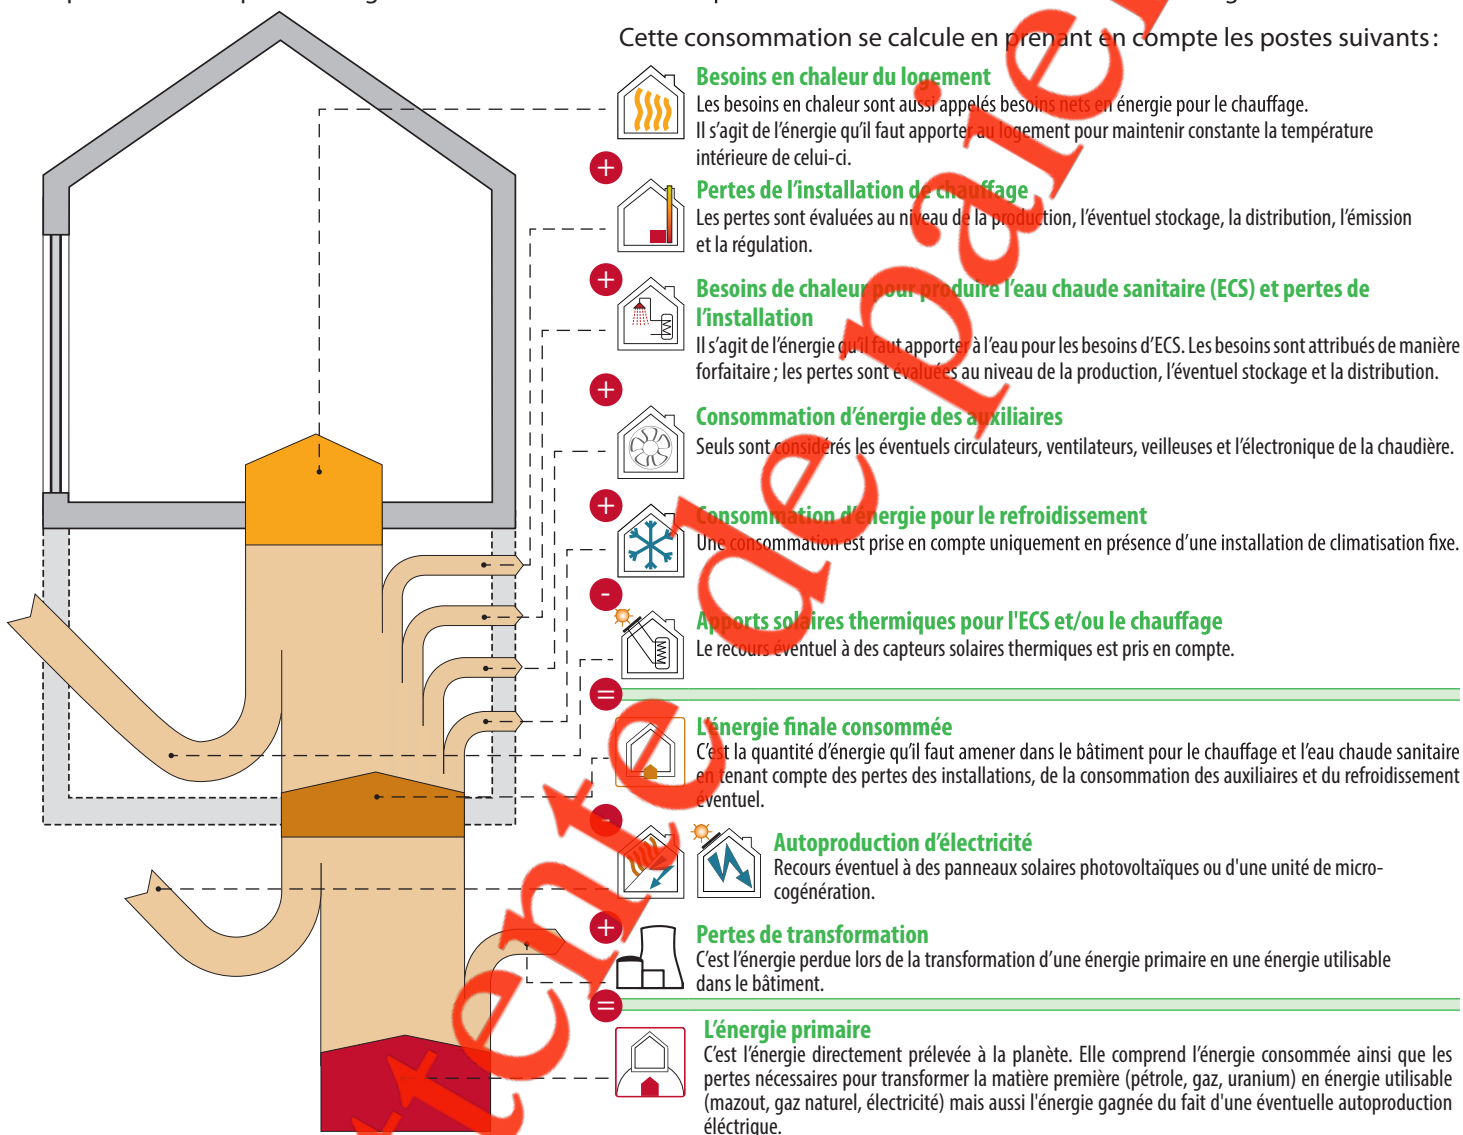 Cette consommation se calcule en prenant en compte les postes suivants :
Besoins en chaleur du logement
Les besoins en chaleur sont aussi appelés besoins nets en énergie pour le chauffage.
Il s'agit de l'énergie qu'il faut apporter au logement pour maintenir constante la température
intérieure de celui-ci.
+
Pertes de l'installation de chauffage
Les pertes sont évaluées au niveau de la production, l'éventuel stockage, la distribution, l'émission
et la régulation.
+
Besoins de chaleur pour produire l'eau chaude sanitaire (ECS) et pertes de
l'installation
Il s'agit de l'énergie qu'il faut apporter à l'eau pour les besoins d'ECS. Les besoins sont attribués de manière
forfaitaire ; les pertes sont évaluées au niveau de la production, l'éventuel stockage et la distribution.
+
Consommation d'énergie des auxiliaires
Seuls sont considérés les éventuels circulateurs, ventilateurs, veilleuses et l'électronique de la chaudière.
+
Consommation d'énergie pour le refroidissement
Une consommation est prise en compte uniquement en présence d'une installation de climatisation fixe.
-
Apports solaires thermiques pour l'ECS et/ou le chauffage
Le recours éventuel à des capteurs solaires thermiques est pris en compte.
=
L'énergie finale consommée
C'est la quantité d'énergie qu'il faut amener dans le bâtiment pour le chauffage et l'eau chaude sanitaire
en tenant compte des pertes des installations, de la consommation des auxiliaires et du refroidissement
éventuel.
-
Autoproduction d'électricité
Recours éventuel à des panneaux solaires photovoltaïques ou d'une unité de micro-
cogénération.
+
Pertes de transformation
C'est l'énergie perdue lors de la transformation d'une énergie primaire en une énergie utilisable
dans le bâtiment.
=
L'énergie primaire
C'est l'énergie directement prélevée à la planète. Elle comprend l'énergie consommée ainsi que les
pertes nécessaires pour transformer la matière première (pétrole, gaz, uranium) en énergie utilisable
(mazout, gaz naturel, électricité) mais aussi l'énergie gagnée du fait d'une éventuelle autoproduction
éléctrique.
tente de paie